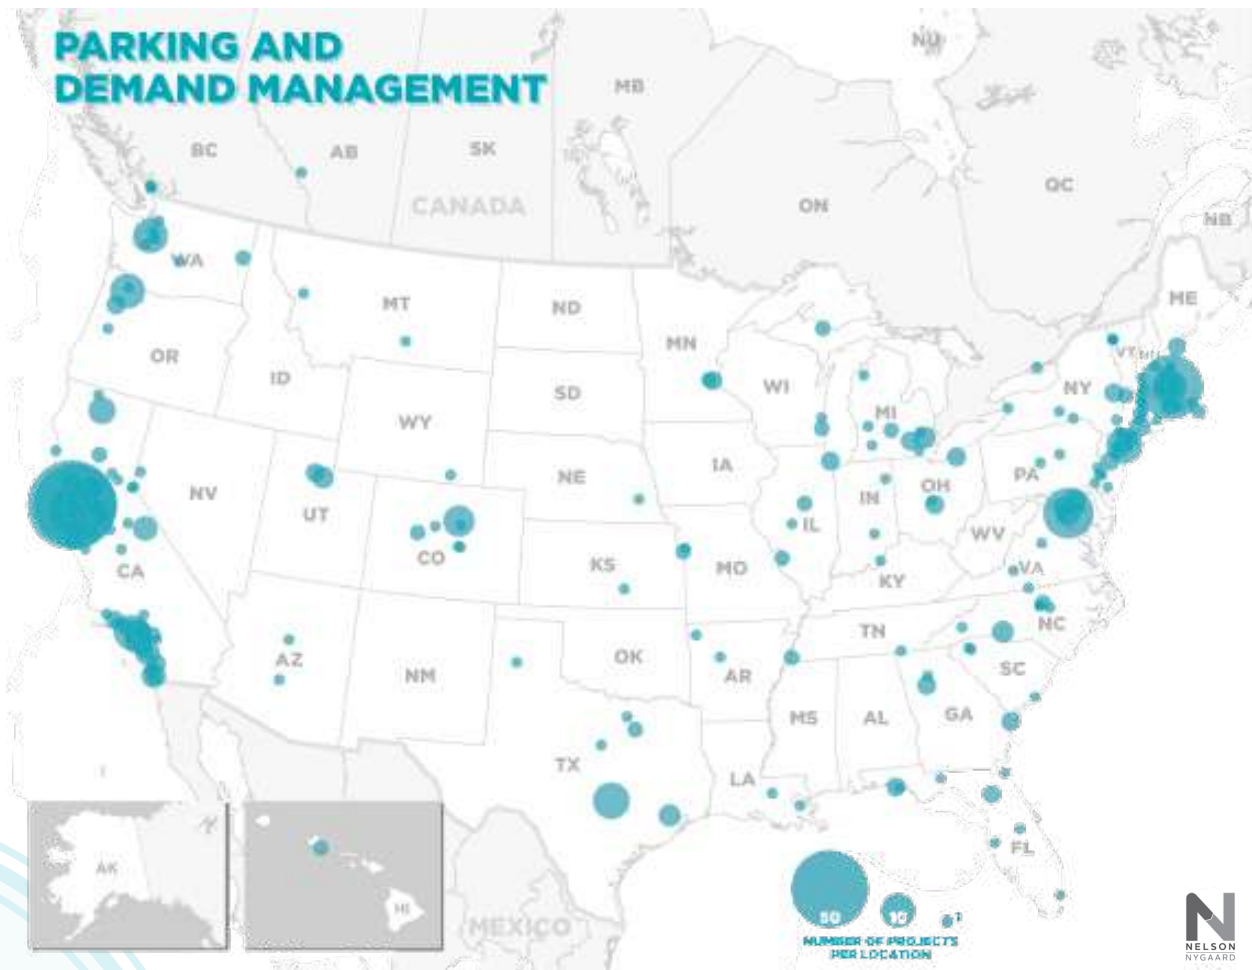 PARKING AND
DEMAND MANAGEMENT
NU
MB
BC
AB
SK
CANADA
ON
QC
NB
WA
MT
ND
MN
ME
OR
ID
SD
WI
VT
NH
NY
WY
MI
IA
NV
UT
NE
PA
IL
IN
OH
CO
CA
KS
MO
WV
VA
KY
NC
TN
AZ
NM
OK
AR
SC
MS
AL
GA
TX
LA
FL
AK
HI
MEXICO
50
10
1
NUMBER OF PROJECTS
PER LOCATION
N
NELSON
NYGAARD